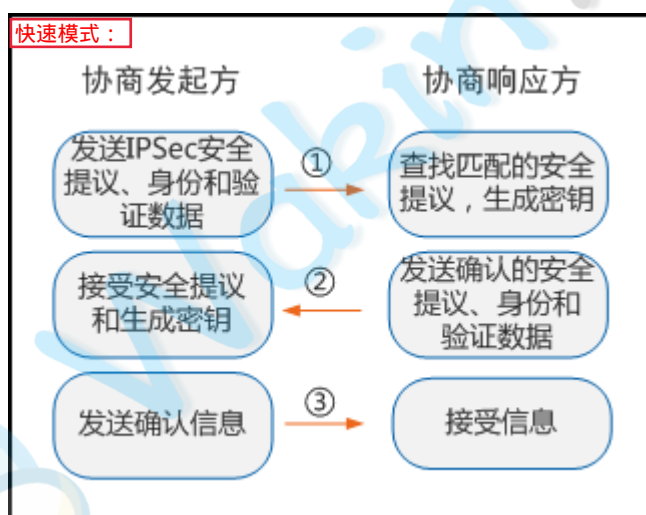 快速模式：
协商发起方
协商响应方
发送IPSec安全
提议、身份和验
证数据
①
查找匹配的安全
提议，生成密钥
接受安全提议
和生成密钥
②
发送确认的安全
提议、身份和
验证数据
发送确认信息
③
接受信息